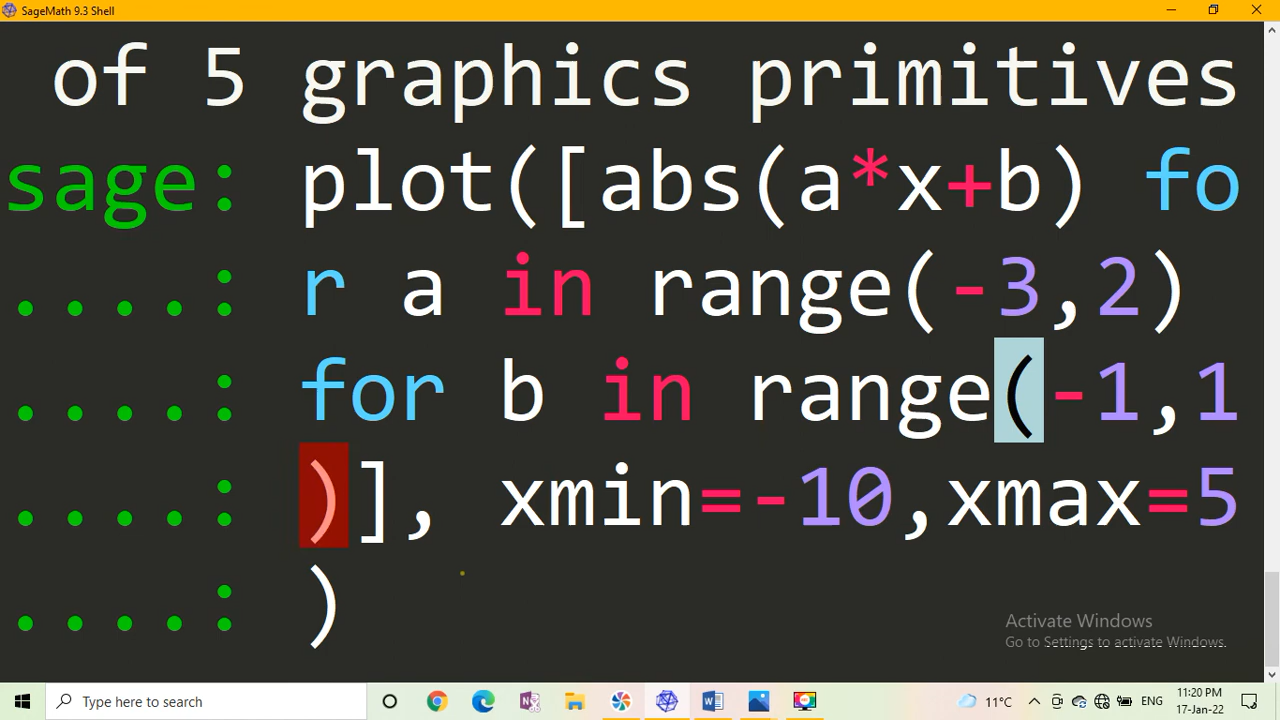 SageMath 9.3 Shell
of 5 graphics primitives
sage: plot([abs(a*x+b) fo
....: r a in range(-3,2)
....: for b in range(-1,1
....: )], xmin=-10,xmax=5
....: )
Activate Windows
Go to Settings to activate Windows.
Type here to search
11°C
ENG
11:20 PM
17-Jan-22